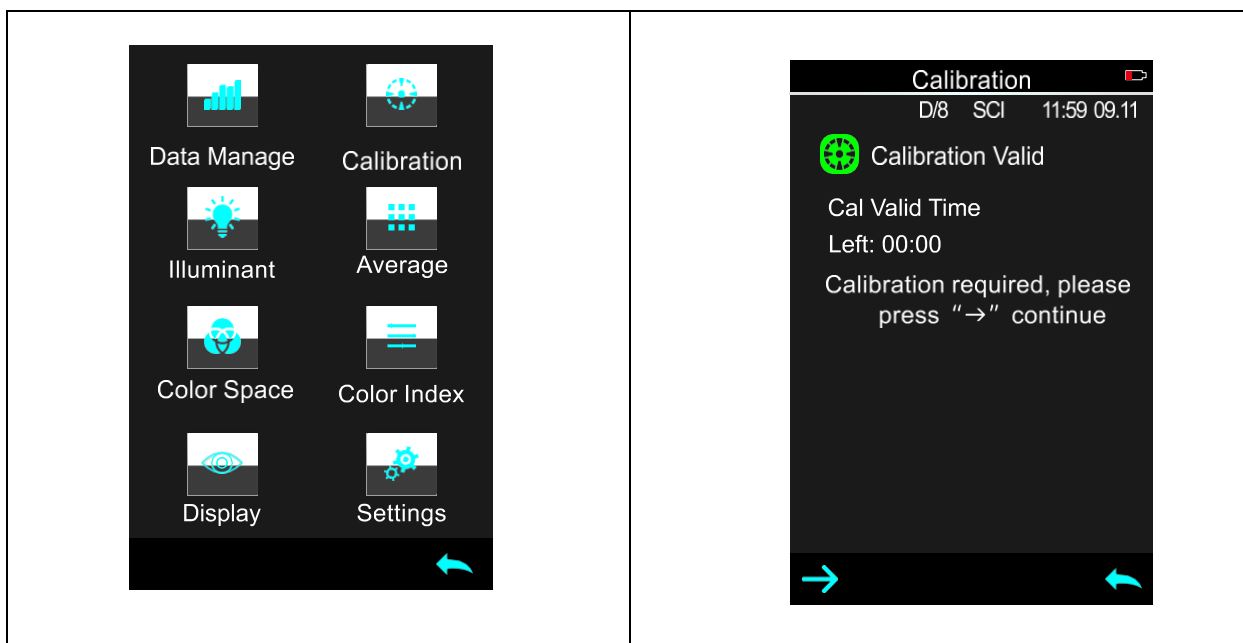 Data Manage
Calibration
Illuminant
Average
Color Space
Color Index
Display
Settings
Calibration
D/8 SCI 11:59 09.11
Calibration Valid
Cal Valid Time
Left: 00:00
Calibration required, please
press “→” continue